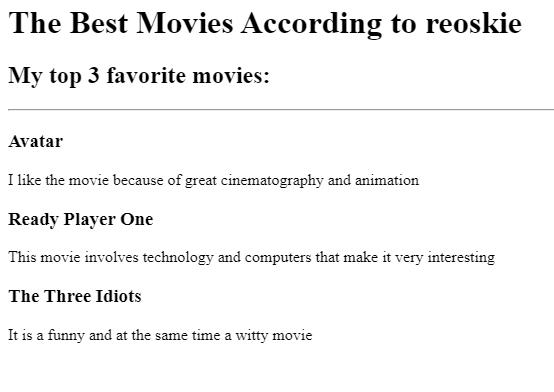 The Best Movies According to reoskie
My top 3 favorite movies:
Avatar
I like the movie because of great cinematography and animation
Ready Player One
This movie involves technology and computers that make it very interesting
The Three Idiots
It is a funny and at the same time a witty movie